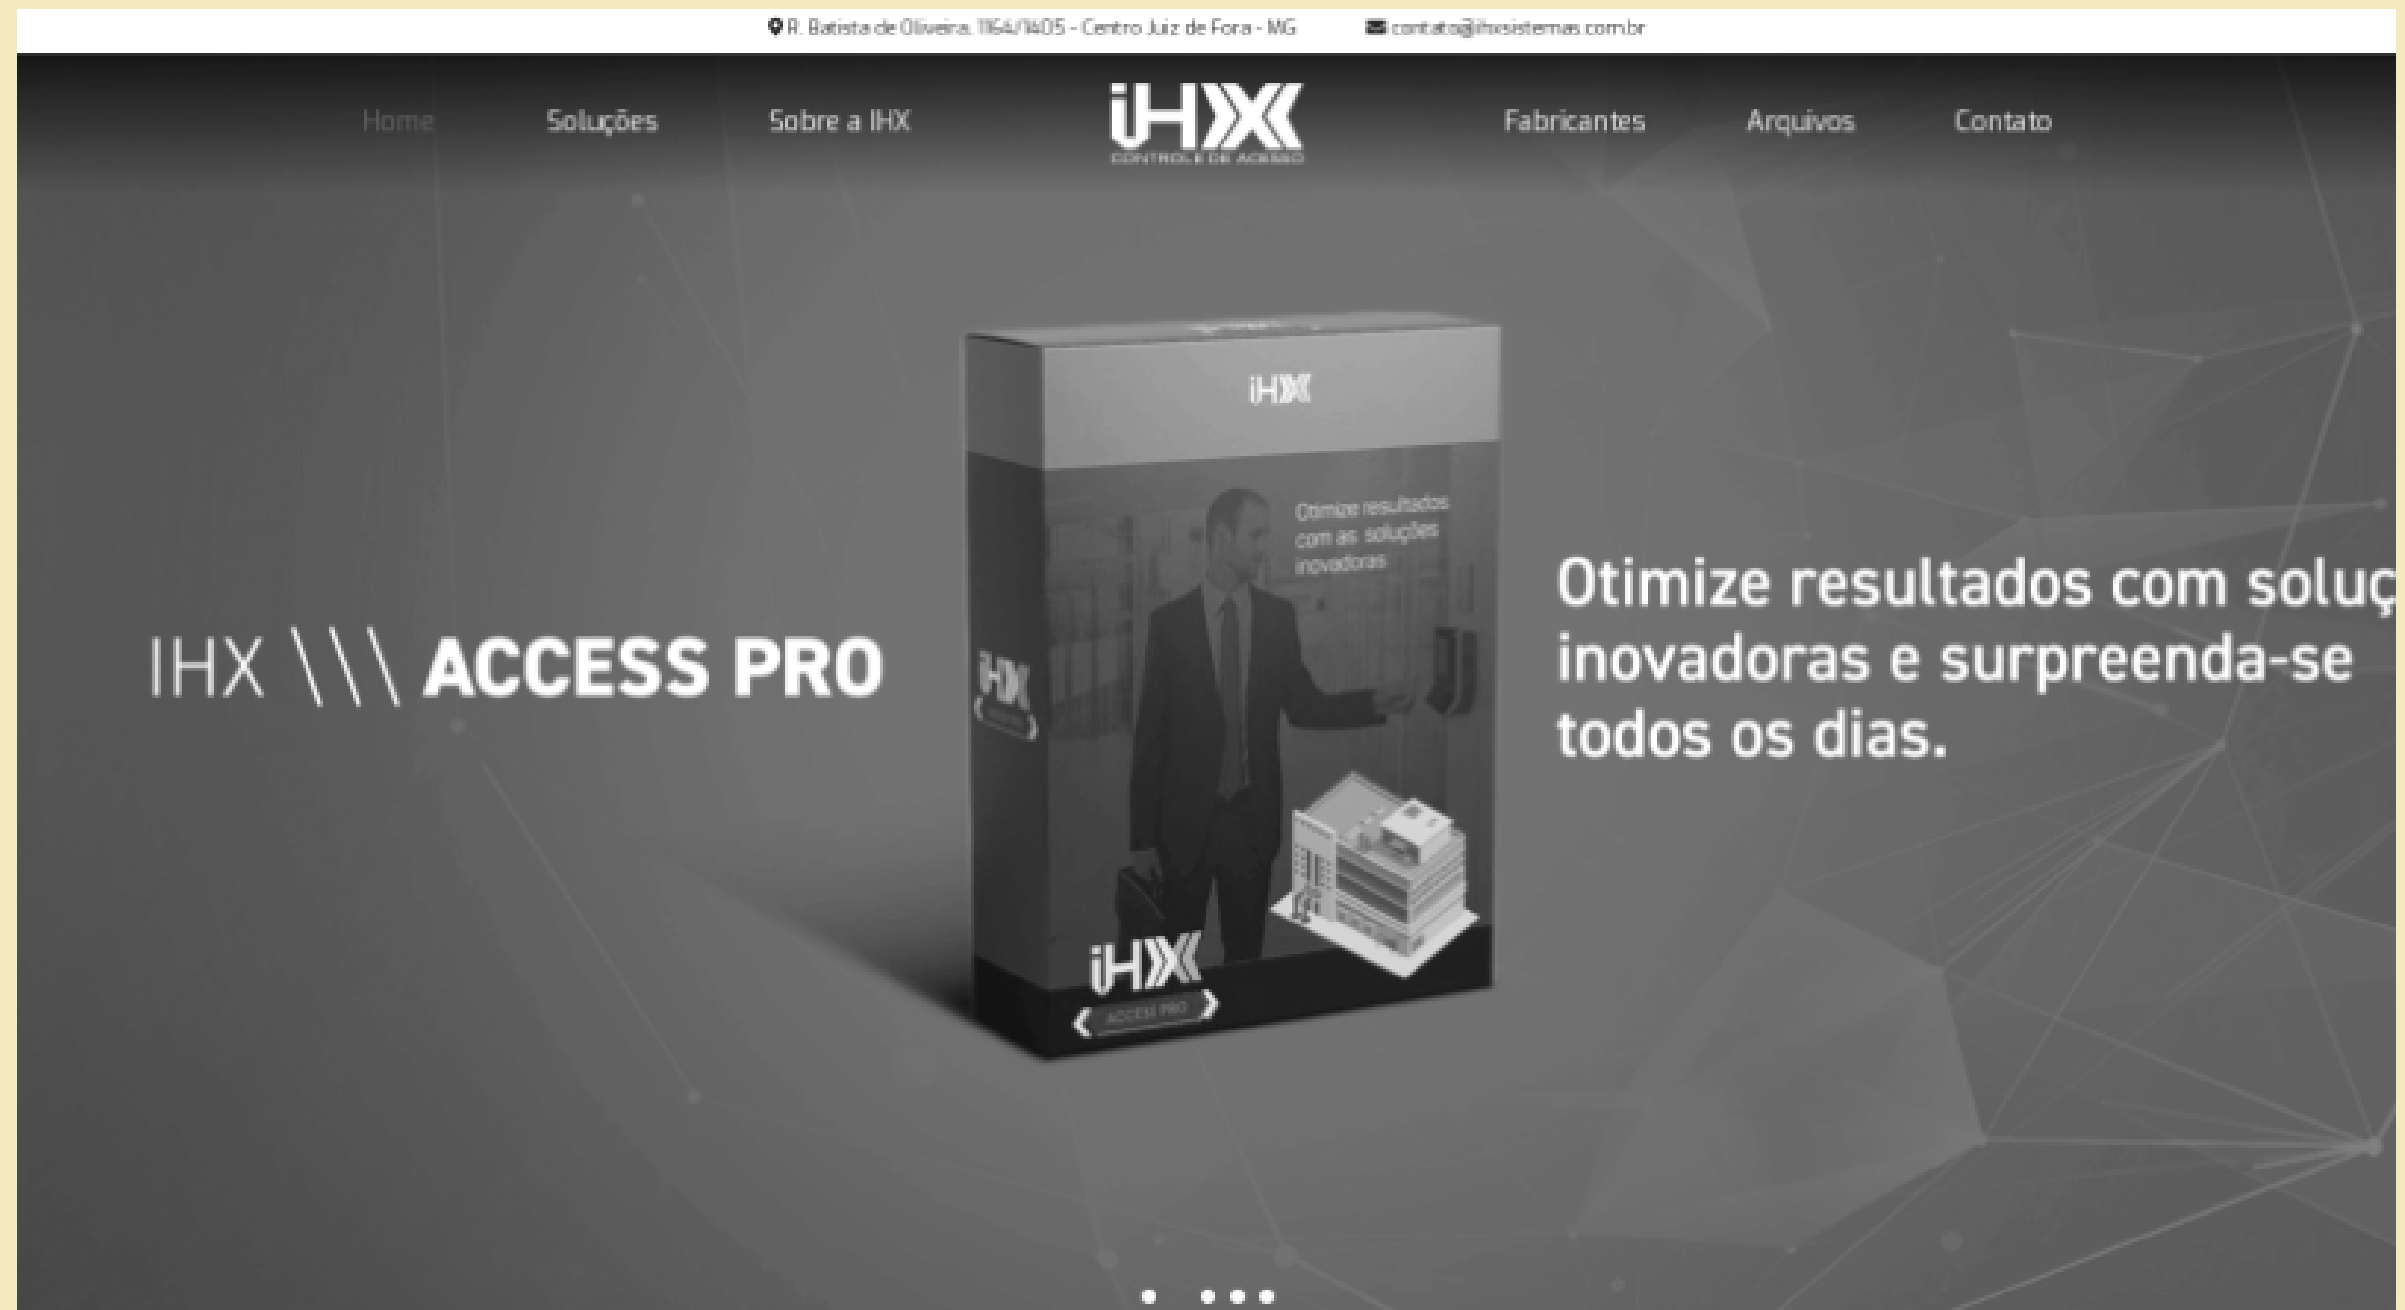 R. Batista de Oliveira, 1164/1405 - Centro Juiz de Fora - MG contato@ihxsistemas.com.br
Home Soluções Sobre a IHX iHX Fabricantes Arquivos Contato
CONTROLE DE ACESSO
iHX
Otimize resultados
com as soluções
inovadoras
IHX \\\ ACCESS PRO
Otimize resultados com soluç
inovadoras e surpreenda-se
todos os dias.
iHX
iHX
ACCESS PRO